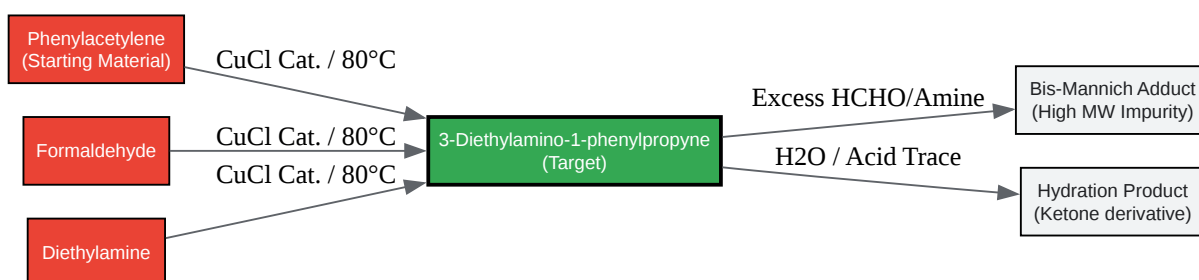 Phenylacetylene
(Starting Material)
CuCl Cat. / 80°C
Formaldehyde
CuCl Cat. / 80°C
CuCl Cat. / 80°C
Diethylamine
3-Diethylamino-1-phenylpropyne
(Target)
Excess HCHO/Amine
H2O / Acid Trace
Bis-Mannich Adduct
(High MW Impurity)
Hydration Product
(Ketone derivative)